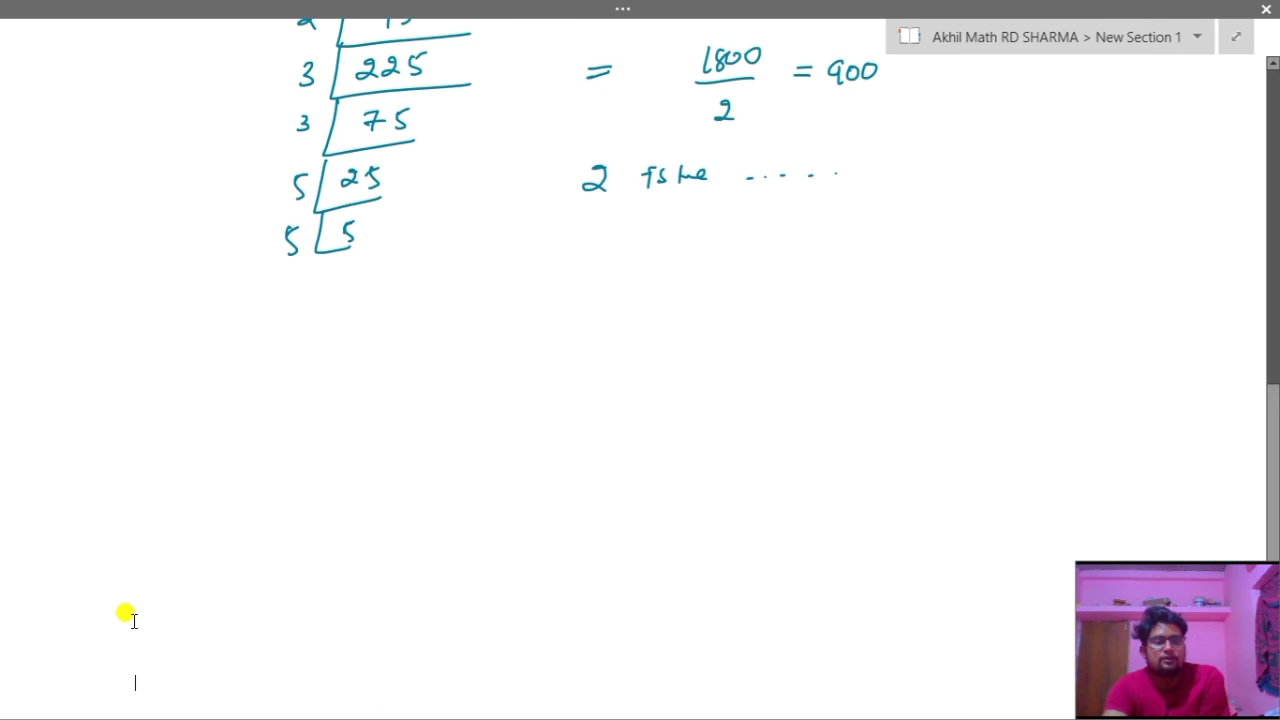 ...
Akhil Math RD SHARMA > New Section 1
3 225 = 1800/2 = 900
3 75
5 25 2 is the ......
5 5